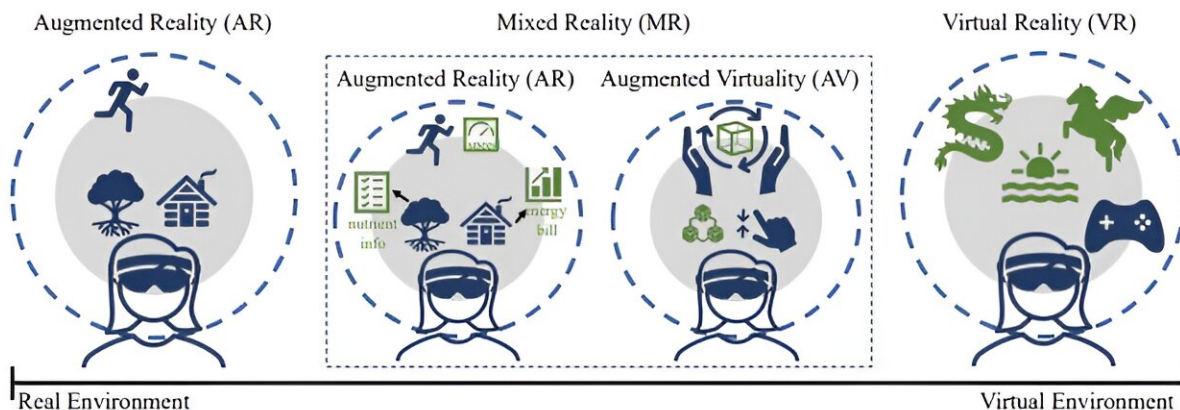 Augmented Reality (AR)
Mixed Reality (MR)
Virtual Reality (VR)
Augmented Reality (AR)
Augmented Virtuality (AV)
nutrient
info
energy
bill
Real Environment
Virtual Environment